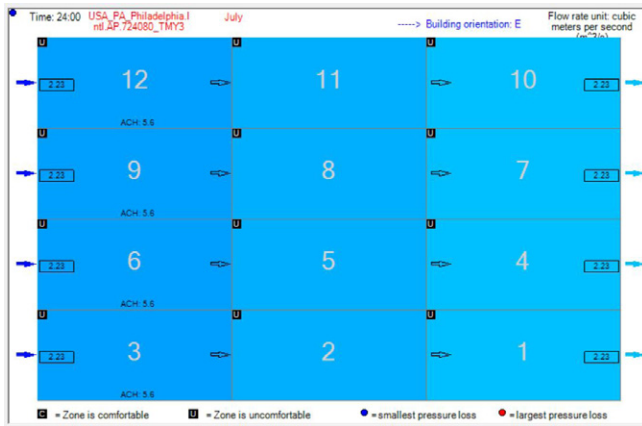 Time: 24:00
USA_PA_Philadelphia.I
ntl.AP.724080_TMY3
July
-----> Building orientation: E
Flow rate unit: cubic
meters per second
(m^3/s)
U U U
2.23 12 11 10 2.23
ACH: 5.6
U U U
2.23 9 8 7 2.23
ACH: 5.6
U U U
2.23 6 5 4 2.23
ACH: 5.6
U U U
2.23 3 2 1 2.23
ACH: 5.6
C = Zone is comfortable U = Zone is uncomfortable =smallest pressure loss =largest pressure loss